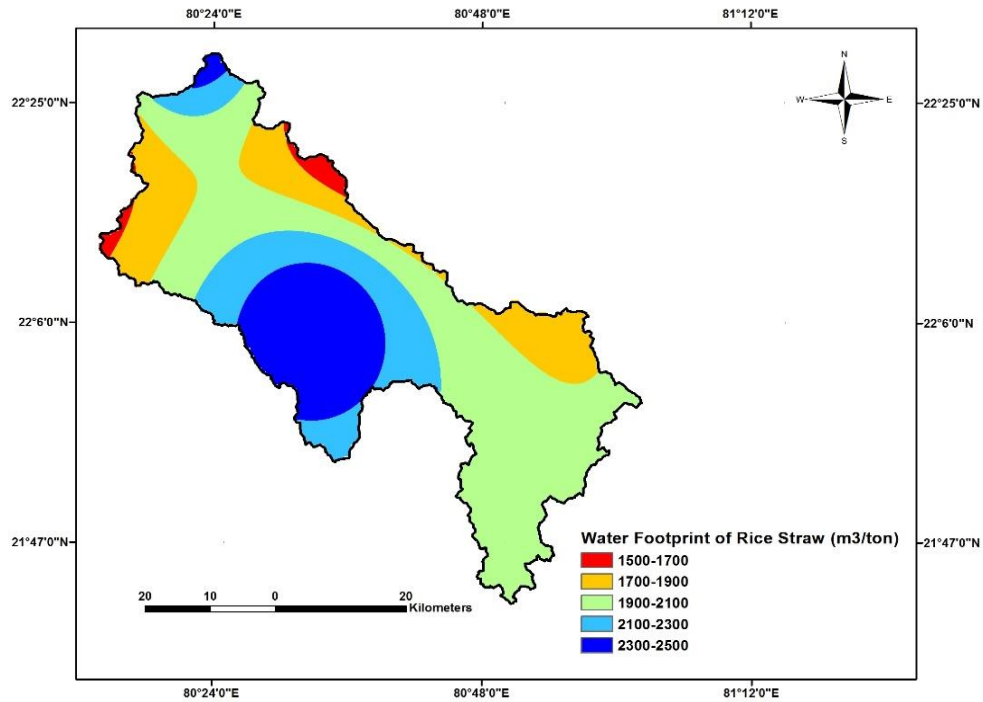 80°24'0"E 80°48'0"E 81°12'0"E
N
W E
S
22°25'0"N 22°25'0"N
22°6'0"N 22°6'0"N
21°47'0"N 21°47'0"N
Water Footprint of Rice Straw (m3/ton)
1500-1700
1700-1900
1900-2100
2100-2300
2300-2500
20 10 0 20
Kilometers
80°24'0"E 80°48'0"E 81°12'0"E